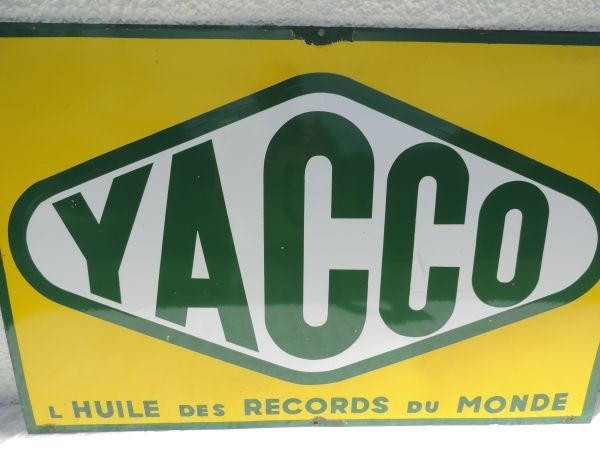 YACCO
L HUILE DES RECORDS DU MONDE